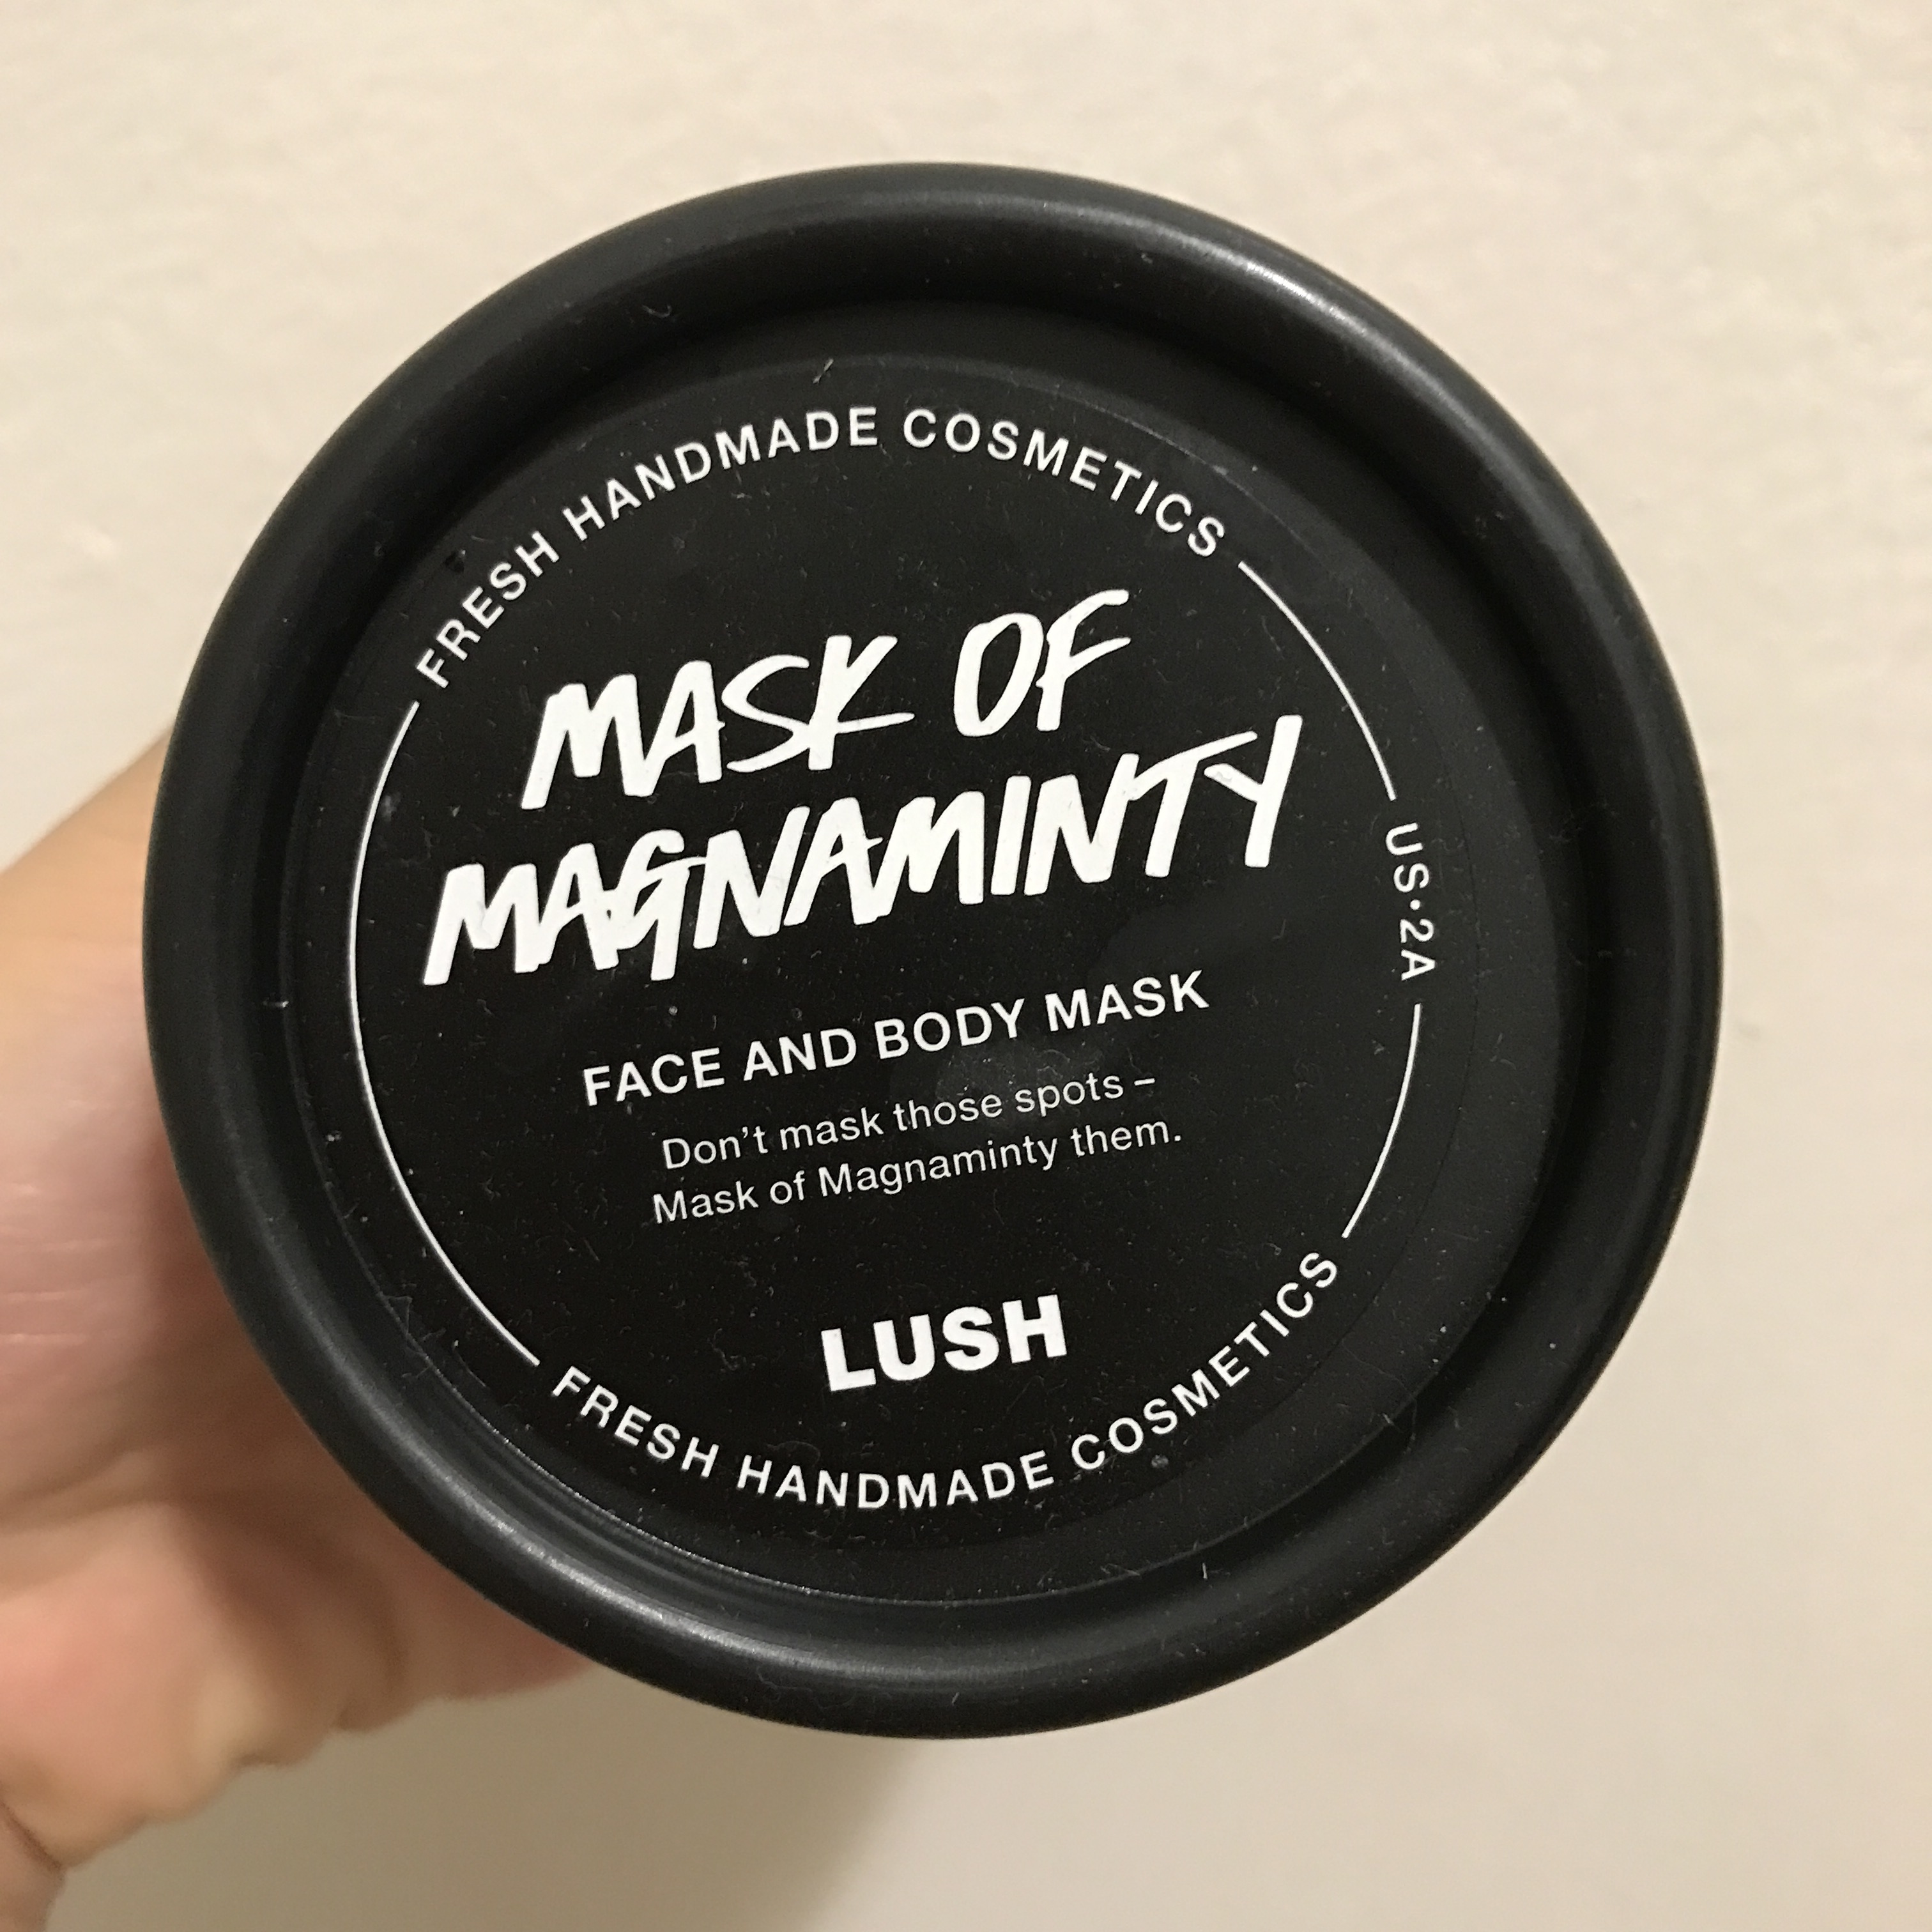 FRESH HANDMADE COSMETICS
MASK OF
MAGNAMINTY
US•2A
FACE AND BODY MASK
Don't mask those spots –
Mask of Magnaminty them.
LUSH
FRESH HANDMADE COSMETICS